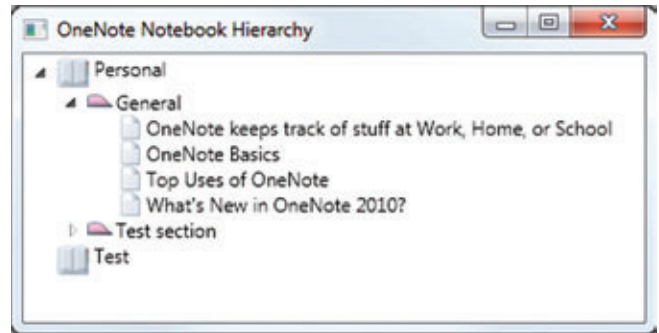 OneNote Notebook Hierarchy
Personal
General
OneNote keeps track of stuff at Work, Home, or School
OneNote Basics
Top Uses of OneNote
What's New in OneNote 2010?
Test section
Test